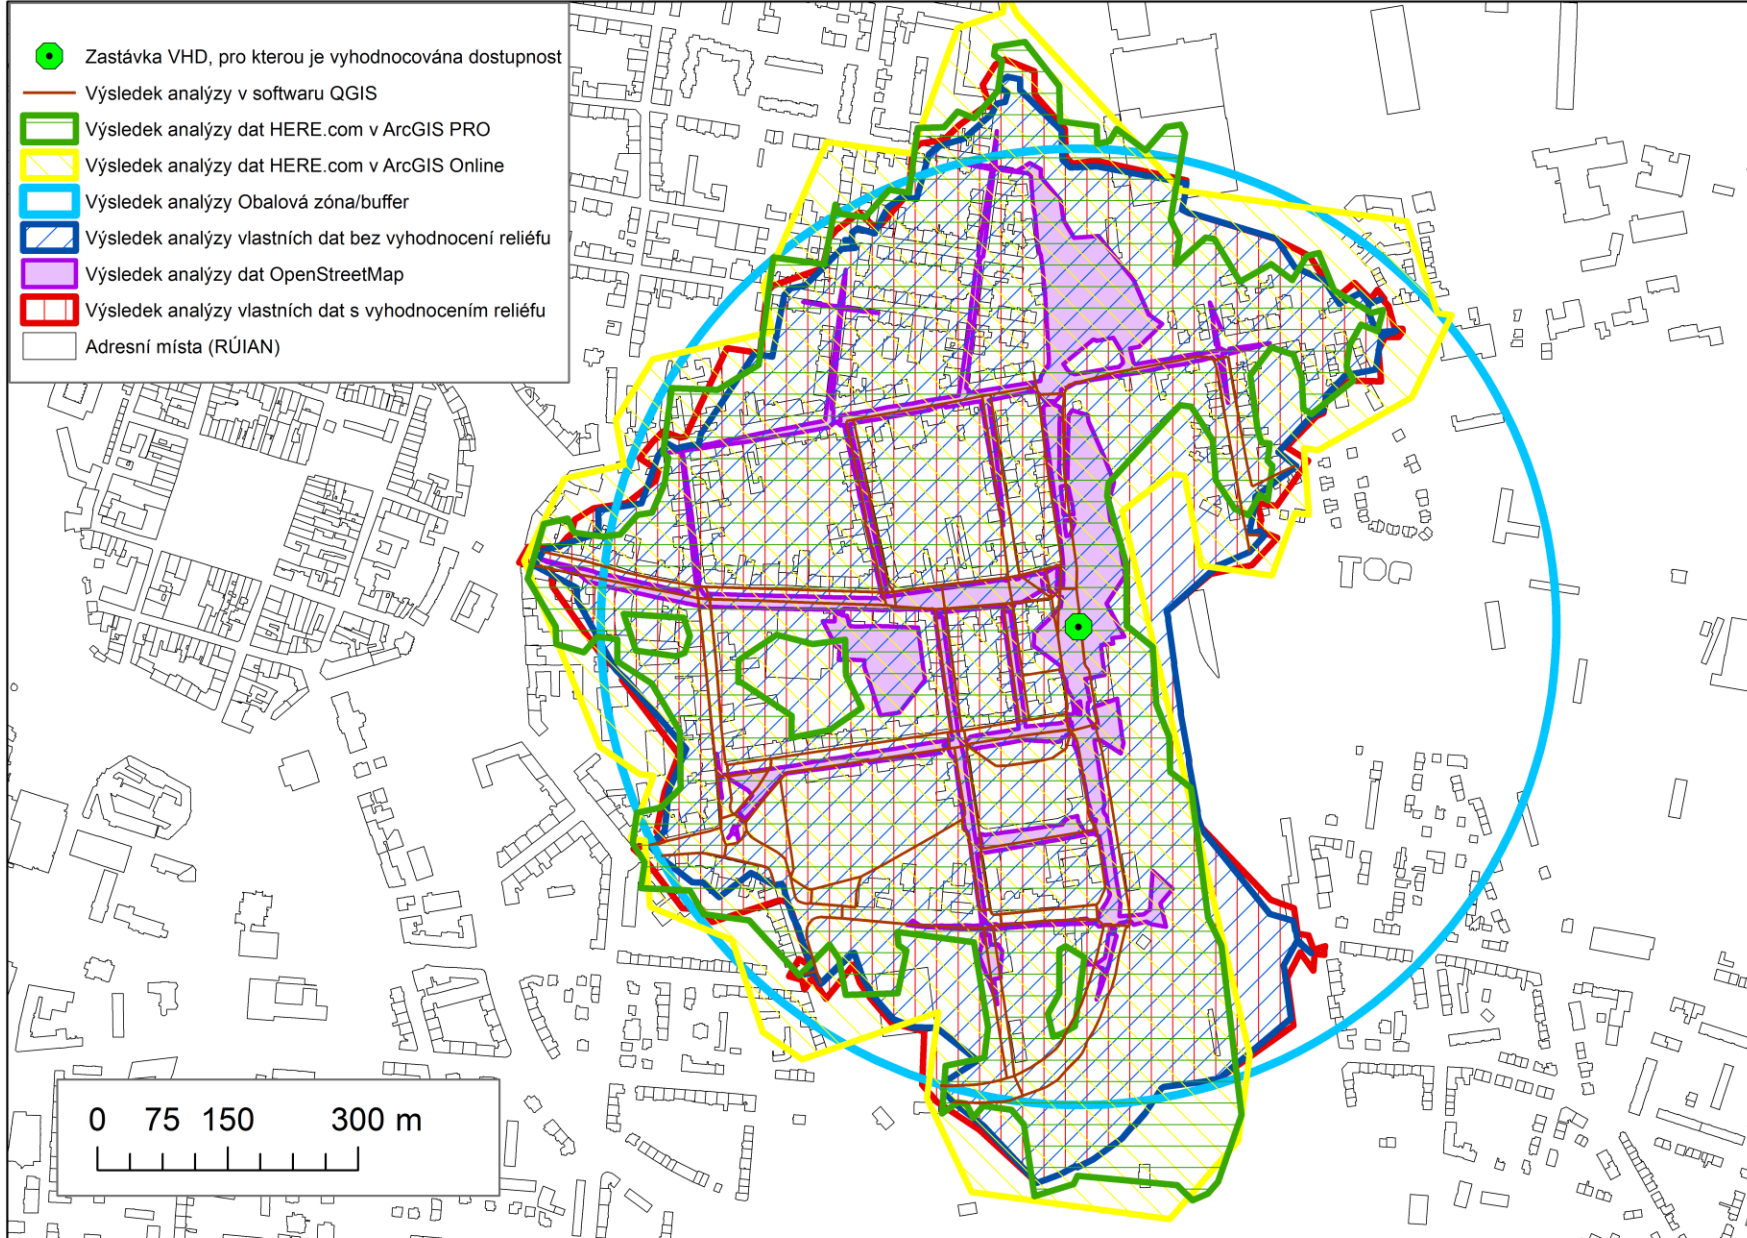 Zastávka VHD, pro kterou je vyhodnocována dostupnost
Výsledek analýzy v softwaru QGIS
Výsledek analýzy dat HERE.com v ArcGIS PRO
Výsledek analýzy dat HERE.com v ArcGIS Online
Výsledek analýzy Obalová zóna/buffer
Výsledek analýzy vlastních dat bez vyhodnocení reliéfu
Výsledek analýzy dat OpenStreetMap
Výsledek analýzy vlastních dat s vyhodnocením reliéfu
Adresní místa (RÚIAN)
0 75 150 300 m